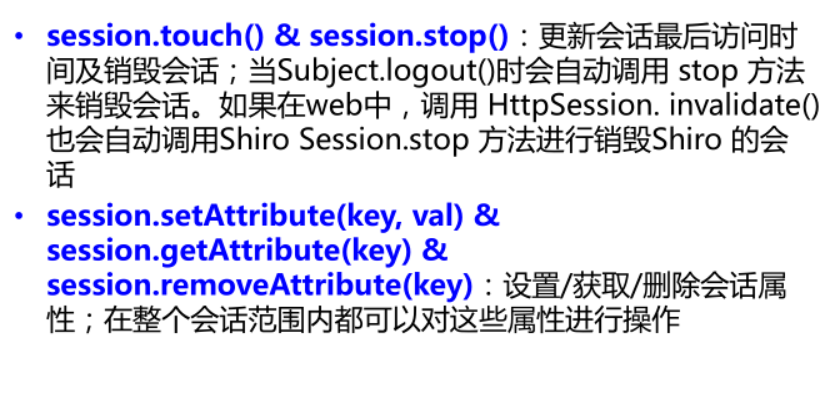 • session.touch() & session.stop()：更新会话最后访问时
间及销毁会话；当Subject.logout()时会自动调用 stop 方法
来销毁会话。如果在web中，调用 HttpSession. invalidate()
也会自动调用Shiro Session.stop 方法进行销毁Shiro 的会
话
• session.setAttribute(key, val) &
session.getAttribute(key) &
session.removeAttribute(key)：设置/获取/删除会话属
性；在整个会话范围内都可以对这些属性进行操作